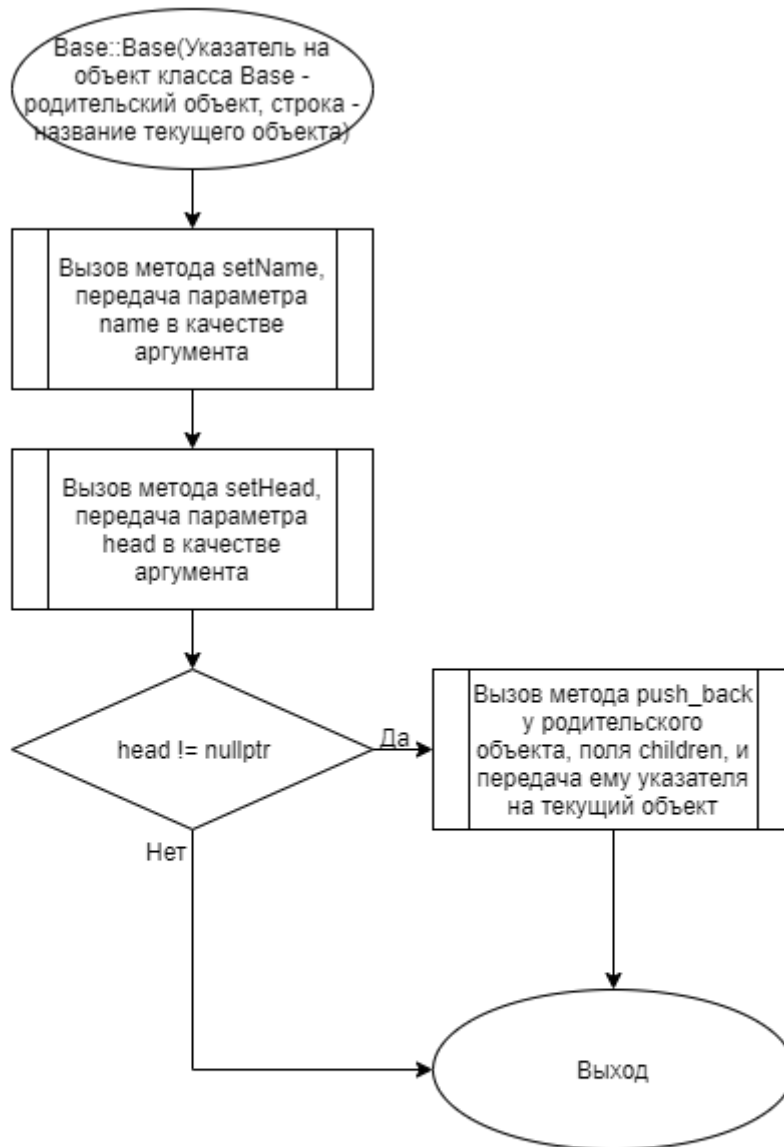 Base::Base(Указатель на
объект класса Base -
родительский объект, строка -
название текущего объекта)
Вызов метода setName,
передача параметра
name в качестве
аргумента
Вызов метода setHead,
передача параметра
head в качестве
аргумента
head != nullptr
Да
Вызов метода push_back
у родительского
объекта, поля children, и
передача ему указателя
на текущий объект
Нет
Выход